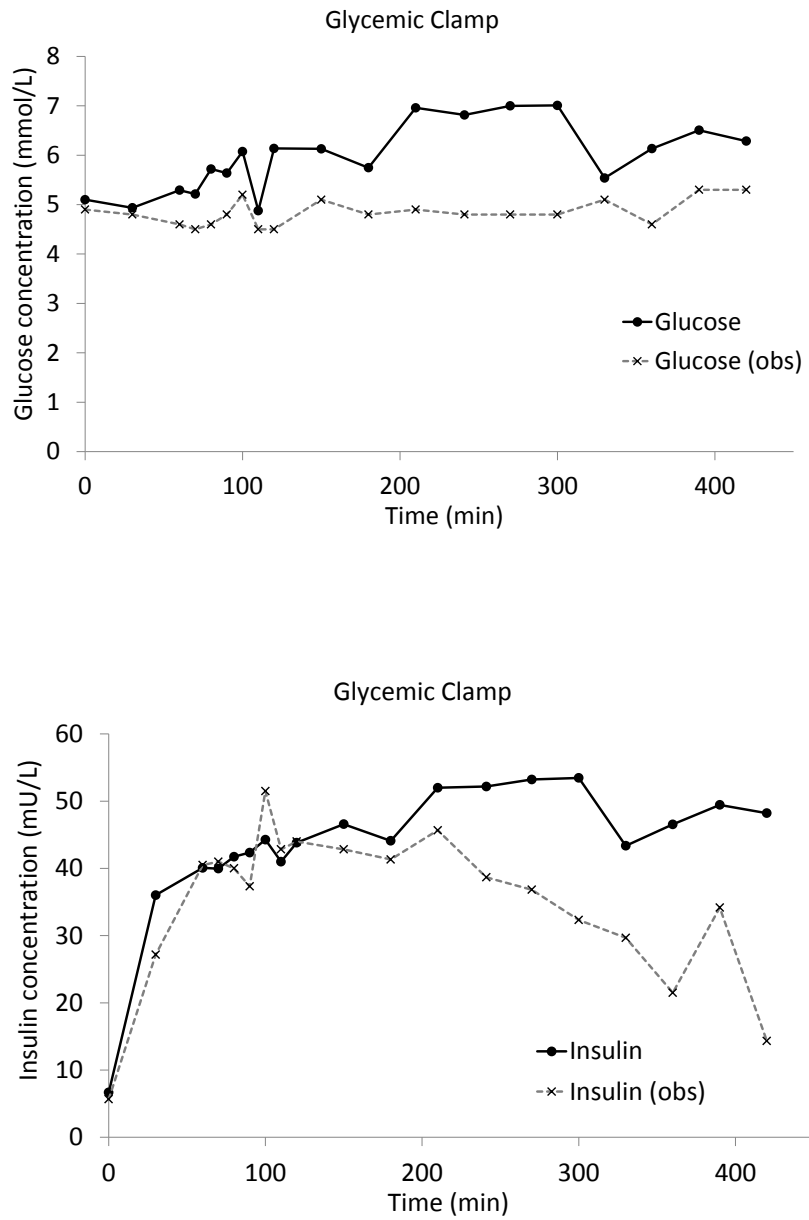 Glycemic Clamp
Glucose concentration (mmol/L)
8
7
6
5
4
3
2
1
0
Glucose
Glucose (obs)
0 100 200 300 400
Time (min)
Glycemic Clamp
Insulin concentration (mU/L)
60
50
40
30
20
10
0
Insulin
Insulin (obs)
0 100 200 300 400
Time (min)